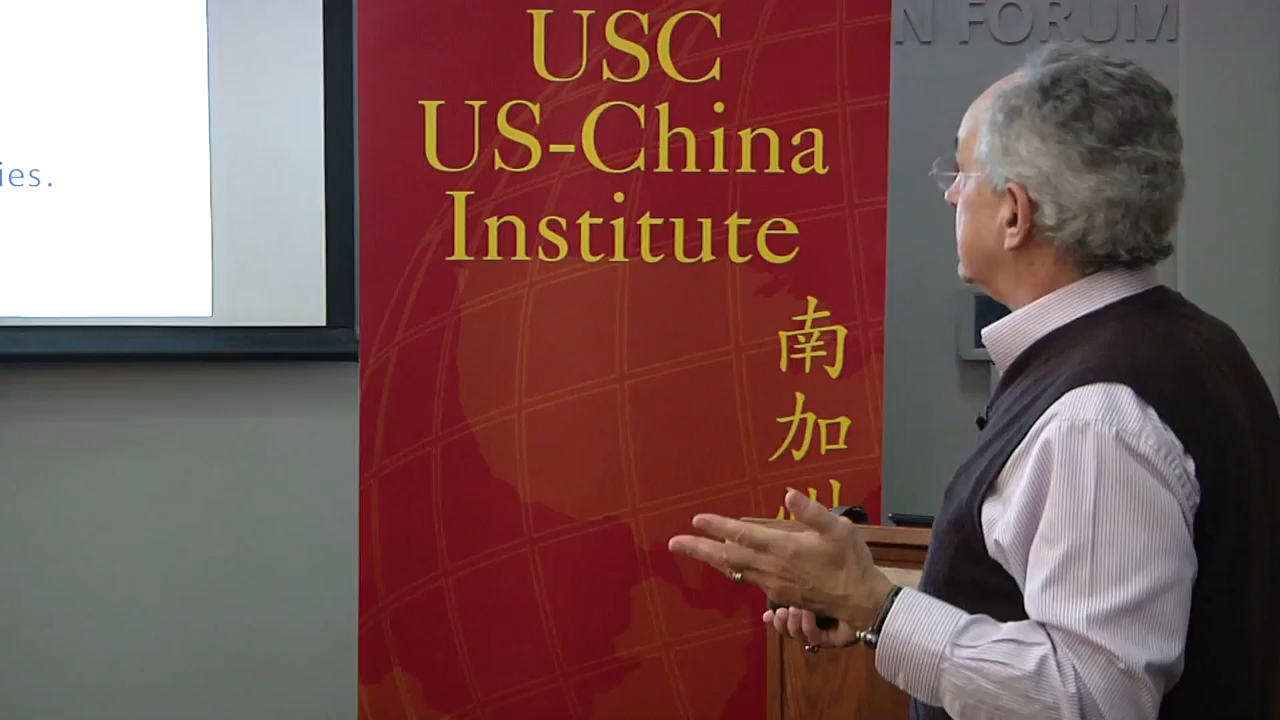 ies.
USC
US-China
Institute
南
加
N FORUM